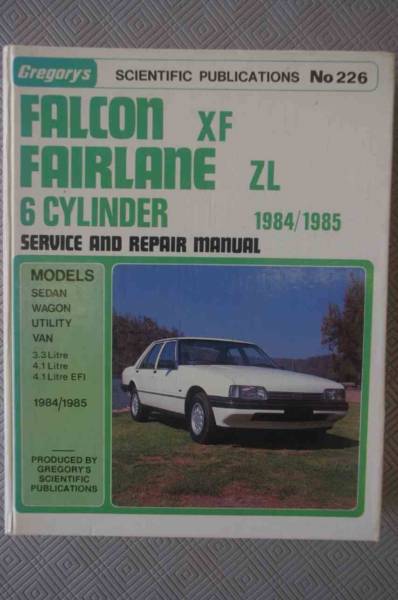 Gregorys SCIENTIFIC PUBLICATIONS No 226
FALCON XF
FAIRLANE ZL
6 CYLINDER 1984/1985
SERVICE AND REPAIR MANUAL
MODELS
SEDAN
WAGON
UTILITY
VAN
3.3 Litre
4.1 Litre
4.1 Litre EFI
1984/1985
PRODUCED BY
GREGORY'S
SCIENTIFIC
PUBLICATIONS